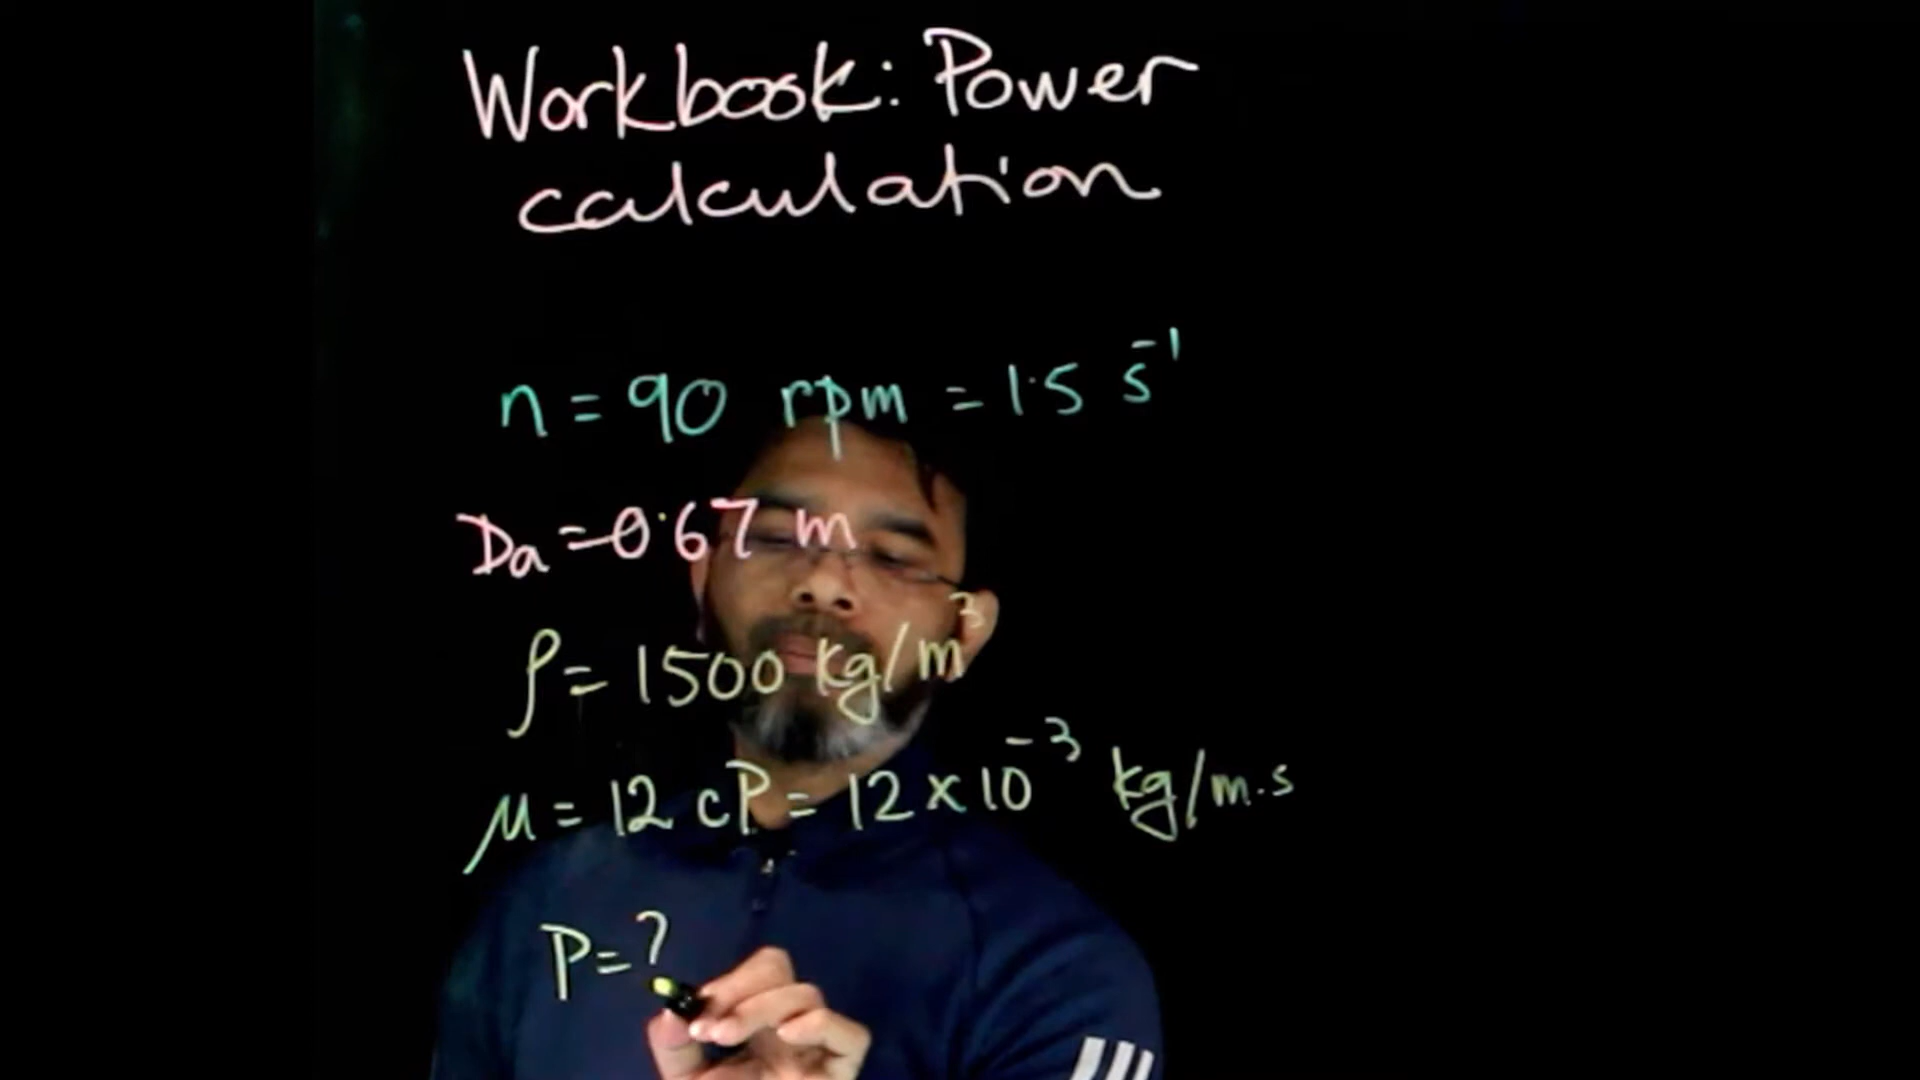 Workbook: Power
calculation
n = 90 rpm = 1.5 s⁻¹
Da = 0.67 m
ρ = 1500 kg/m³
μ = 12 cP = 12 × 10⁻³ kg/m.s
P = ?